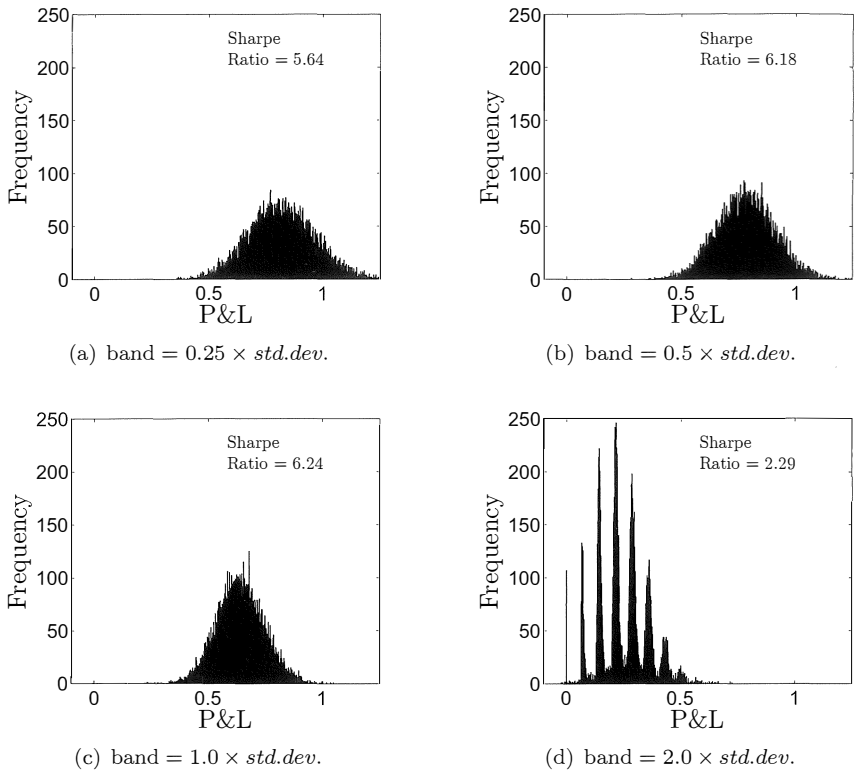 250
200
150
100
50
0
Frequency
Sharpe
Ratio = 5.64
0
0.5
1
P&L
(a) band = 0.25 × std.dev.
250
200
150
100
50
0
Frequency
Sharpe
Ratio = 6.18
0
0.5
1
P&L
(b) band = 0.5 × std.dev.
250
200
150
100
50
0
Frequency
Sharpe
Ratio = 6.24
0
0.5
1
P&L
(c) band = 1.0 × std.dev.
250
200
150
100
50
0
Frequency
Sharpe
Ratio = 2.29
0
0.5
1
P&L
(d) band = 2.0 × std.dev.